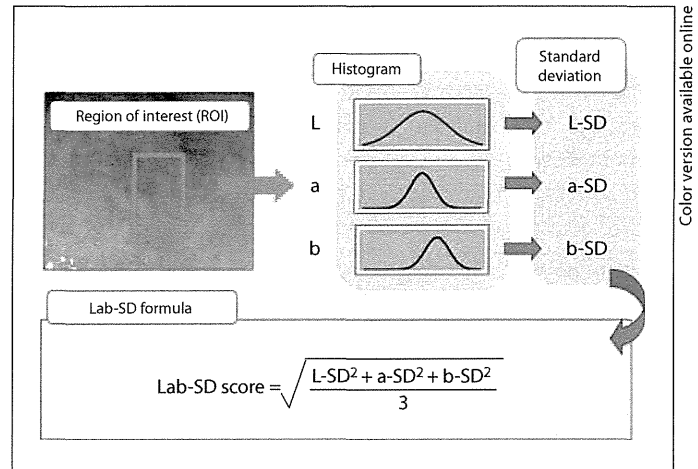 Color version available online
Histogram
Standard
deviation
Region of interest (ROI)
L
L-SD
a
a-SD
b
b-SD
Lab-SD formula
Lab-SD score = √((L-SD² + a-SD² + b-SD²) / 3)